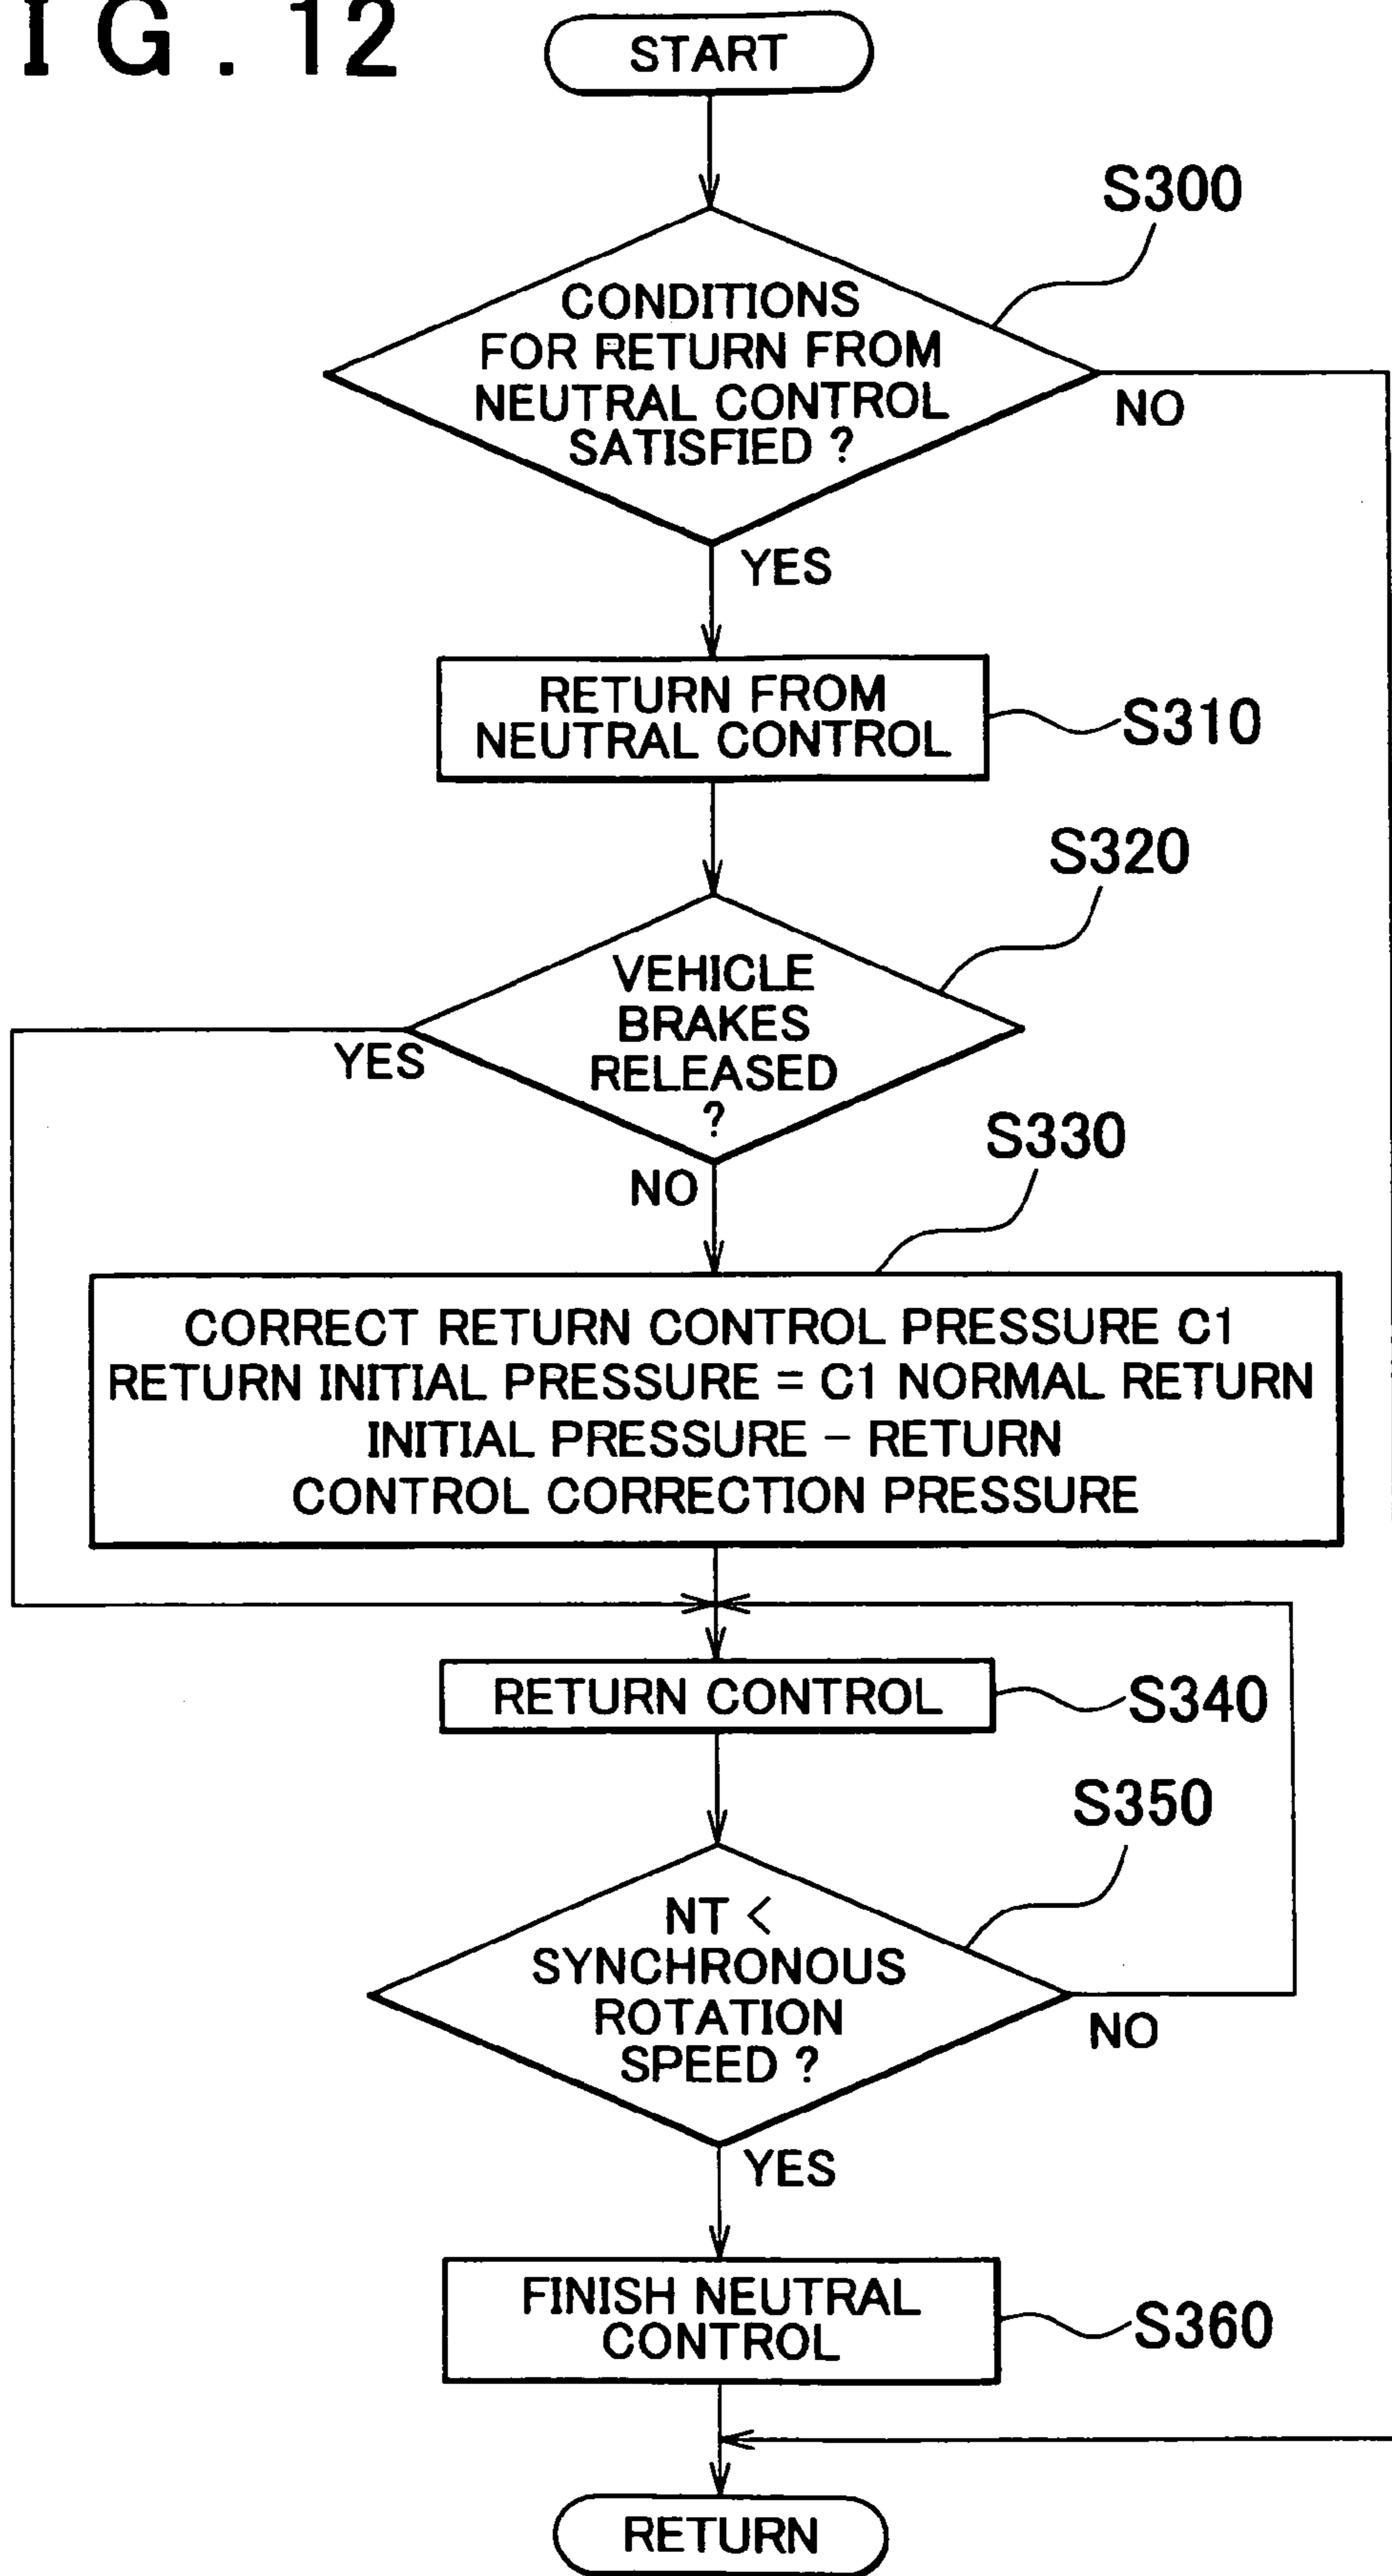 IG.12
START
S300
CONDITIONS
FOR RETURN FROM
NEUTRAL CONTROL
SATISFIED ?
NO
YES
RETURN FROM
NEUTRAL CONTROL
S310
S320
VEHICLE
BRAKES
RELEASED
?
YES
NO
S330
CORRECT RETURN CONTROL PRESSURE C1
RETURN INITIAL PRESSURE = C1 NORMAL RETURN
INITIAL PRESSURE – RETURN
CONTROL CORRECTION PRESSURE
RETURN CONTROL
S340
S350
NT <
SYNCHRONOUS
ROTATION
SPEED ?
NO
YES
FINISH NEUTRAL
CONTROL
S360
RETURN